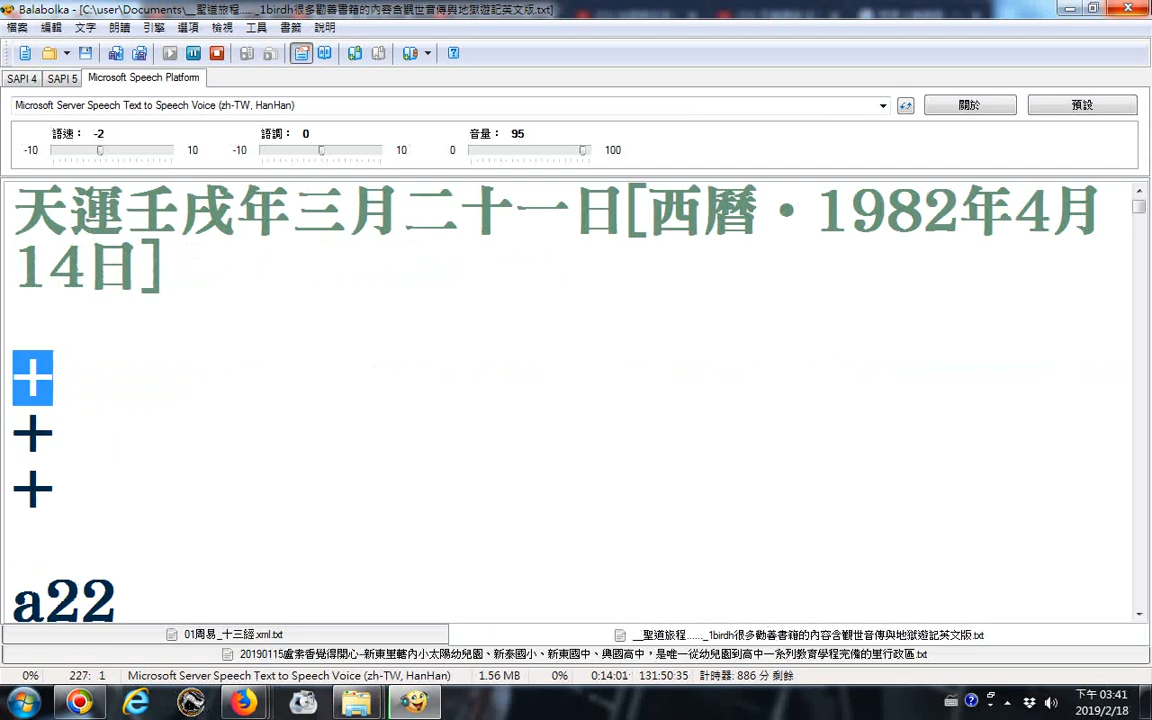 Balabolka - [C:\user\Documents\__聖道旅程......_1birdh很多勸善書籍的內容含觀世音傳與地獄遊記英文版.txt]
檔案 編輯 文字 朗讀 引擎 選項 檢視 工具 書籤 說明
SAPI 4 SAPI 5 Microsoft Speech Platform
Microsoft Server Speech Text to Speech Voice (zh-TW, HanHan) 關於 預設
語速： -2 語調： 0 音量： 95
-10 10 -10 10 0 100
天運壬戌年三月二十一日[西曆・1982年4月
14日]
+
+
+
a22
01周易_十三經.xml.txt __聖道旅程......_1birdh很多勸善書籍的內容含觀世音傳與地獄遊記英文版.txt
20190115盧素香覺得開心-新東里轄內小太陽幼兒園、新泰國小、新東國中、興國高中，是唯一從幼兒園到高中一系列教育學程完備的里行政區.txt
0% 227: 1 Microsoft Server Speech Text to Speech Voice (zh-TW, HanHan) 1.56 MB 0% 0:14:01 131:50:35 計時器：886 分 剩餘
下午 03:41
2019/2/18